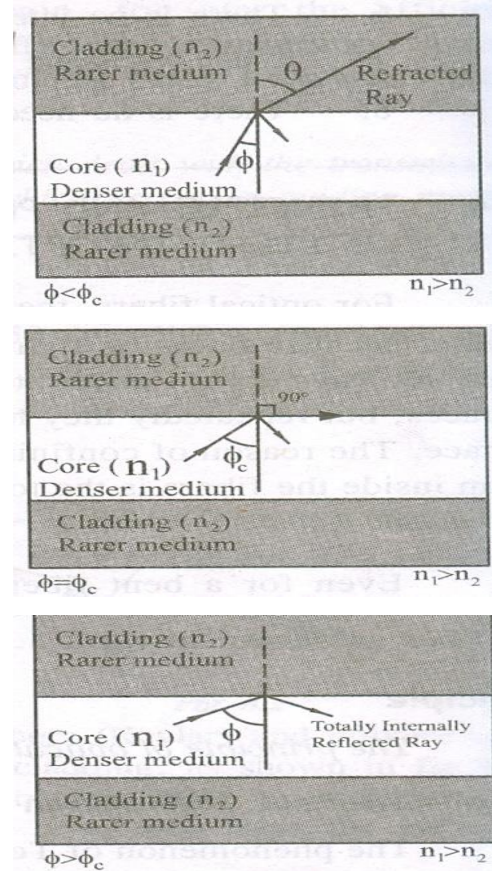 Cladding (n₂)
Rarer medium
θ
Refracted
Ray
Core (n₁)
ϕ
Denser medium
Cladding (n₂)
Rarer medium
ϕ<ϕc
n₁>n₂
Cladding (n₂)
Rarer medium
90°
Core (n₁)
ϕc
Denser medium
Cladding (n₂)
Rarer medium
ϕ=ϕc
n₁>n₂
Cladding (n₂)
Rarer medium
Core (n₁)
ϕ
Denser medium
Totally Internally
Reflected Ray
Cladding (n₂)
Rarer medium
ϕ>ϕc
n₁>n₂